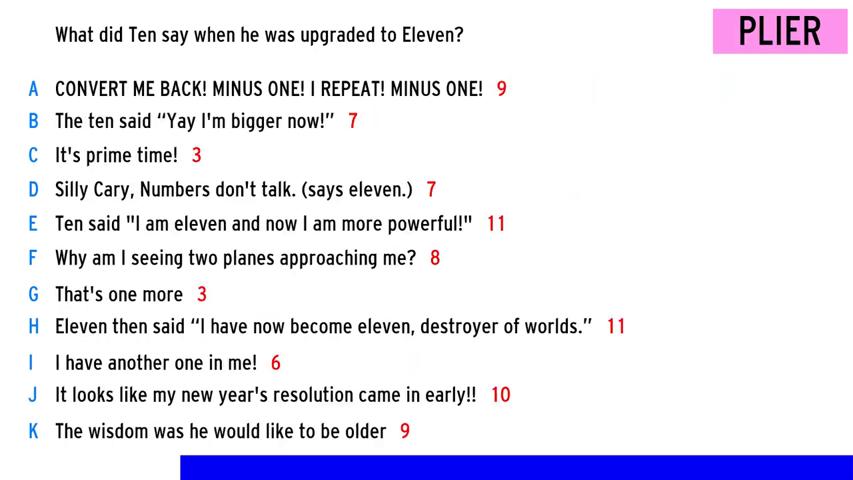 What did Ten say when he was upgraded to Eleven?
PLIER
A CONVERT ME BACK! MINUS ONE! I REPEAT! MINUS ONE! 9
B The ten said “Yay I'm bigger now!” 7
C It's prime time! 3
D Silly Cary, Numbers don't talk. (says eleven.) 7
E Ten said "I am eleven and now I am more powerful!" 11
F Why am I seeing two planes approaching me? 8
G That's one more 3
H Eleven then said “I have now become eleven, destroyer of worlds.” 11
I I have another one in me! 6
J It looks like my new year's resolution came in early!! 10
K The wisdom was he would like to be older 9